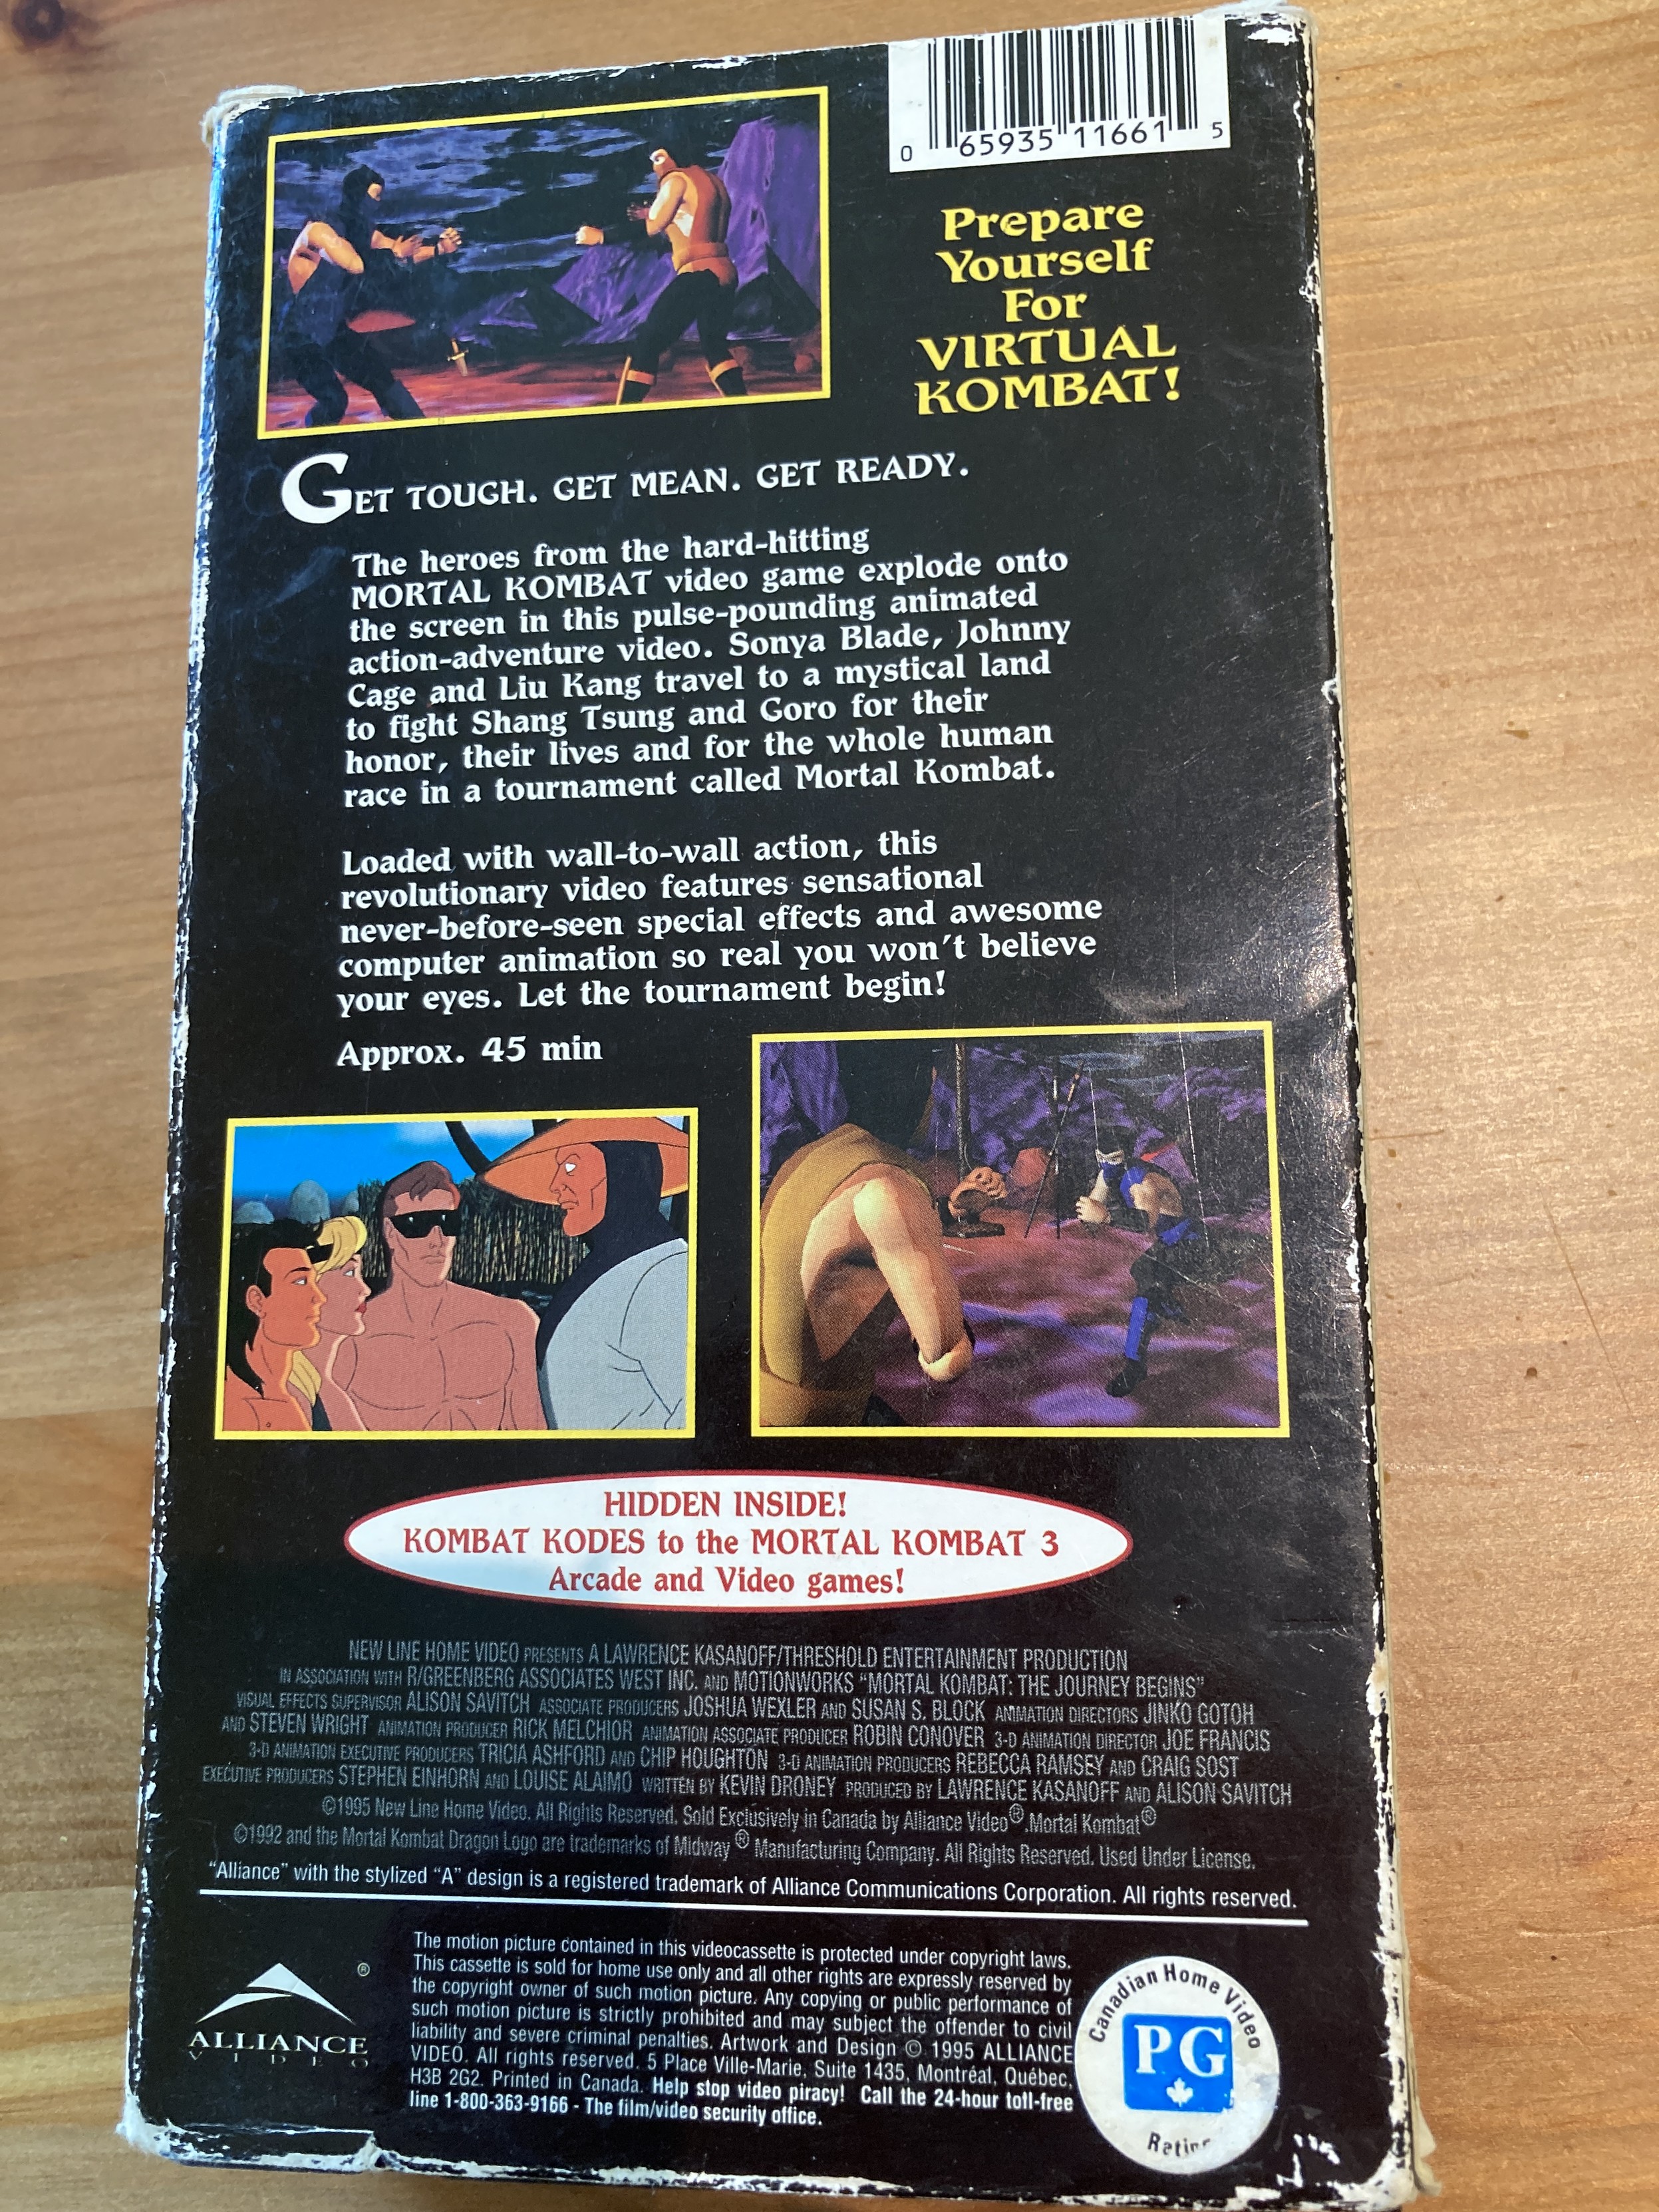 0 65935 11661 5
Prepare
Yourself
For
VIRTUAL
KOMBAT!
GET TOUGH. GET MEAN. GET READY.
The heroes from the hard-hitting
MORTAL KOMBAT video game explode onto
the screen in this pulse-pounding animated
action-adventure video. Sonya Blade, Johnny
Cage and Liu Kang travel to a mystical land
to fight Shang Tsung and Goro for their
honor, their lives and for the whole human
race in a tournament called Mortal Kombat.
Loaded with wall-to-wall action, this
revolutionary video features sensational
never-before-seen special effects and awesome
computer animation so real you won't believe
your eyes. Let the tournament begin!
Approx. 45 min
HIDDEN INSIDE!
KOMBAT KODES to the MORTAL KOMBAT 3
Arcade and Video games!
NEW LINE HOME VIDEO PRESENTS A LAWRENCE KASANOFF/THRESHOLD ENTERTAINMENT PRODUCTION
IN ASSOCIATION WITH R/GREENBERG ASSOCIATES WEST INC. AND MOTIONWORKS "MORTAL KOMBAT: THE JOURNEY BEGINS"
VISUAL EFFECTS SUPERVISOR ALISON SAVITCH ASSOCIATE PRODUCERS JOSHUA WEXLER AND SUSAN S. BLOCK ANIMATION DIRECTORS JINKO GOTOH
AND STEVEN WRIGHT ANIMATION PRODUCER RICK MELCHIOR ANIMATION ASSOCIATE PRODUCER ROBIN CONOVER 3-D ANIMATION DIRECTOR JOE FRANCIS
3-D ANIMATION EXECUTIVE PRODUCERS TRICIA ASHFORD AND CHIP HOUGHTON 3-D ANIMATION PRODUCERS REBECCA RAMSEY AND CRAIG SOST
EXECUTIVE PRODUCERS STEPHEN EINHORN AND LOUISE ALAIMO WRITTEN BY KEVIN DRONEY PRODUCED BY LAWRENCE KASANOFF AND ALISON SAVITCH
©1995 New Line Home Video. All Rights Reserved. Sold Exclusively in Canada by Alliance Video®.Mortal Kombat®
©1992 and the Mortal Kombat Dragon Logo are trademarks of Midway ® Manufacturing Company. All Rights Reserved. Used Under License.
"Alliance" with the stylized "A" design is a registered trademark of Alliance Communications Corporation. All rights reserved.
®
ALLIANCE
VIDEO
The motion picture contained in this videocassette is protected under copyright laws.
This cassette is sold for home use only and all other rights are expressly reserved by
the copyright owner of such motion picture. Any copying or public performance of
such motion picture is strictly prohibited and may subject the offender to civil
liability and severe criminal penalties. Artwork and Design © 1995 ALLIANCE
VIDEO. All rights reserved. 5 Place Ville-Marie, Suite 1435, Montréal, Québec,
H3B 2G2. Printed in Canada. Help stop video piracy! Call the 24-hour toll-free
line 1-800-363-9166 - The film/video security office.
Canadian Home Video
PG
Rating